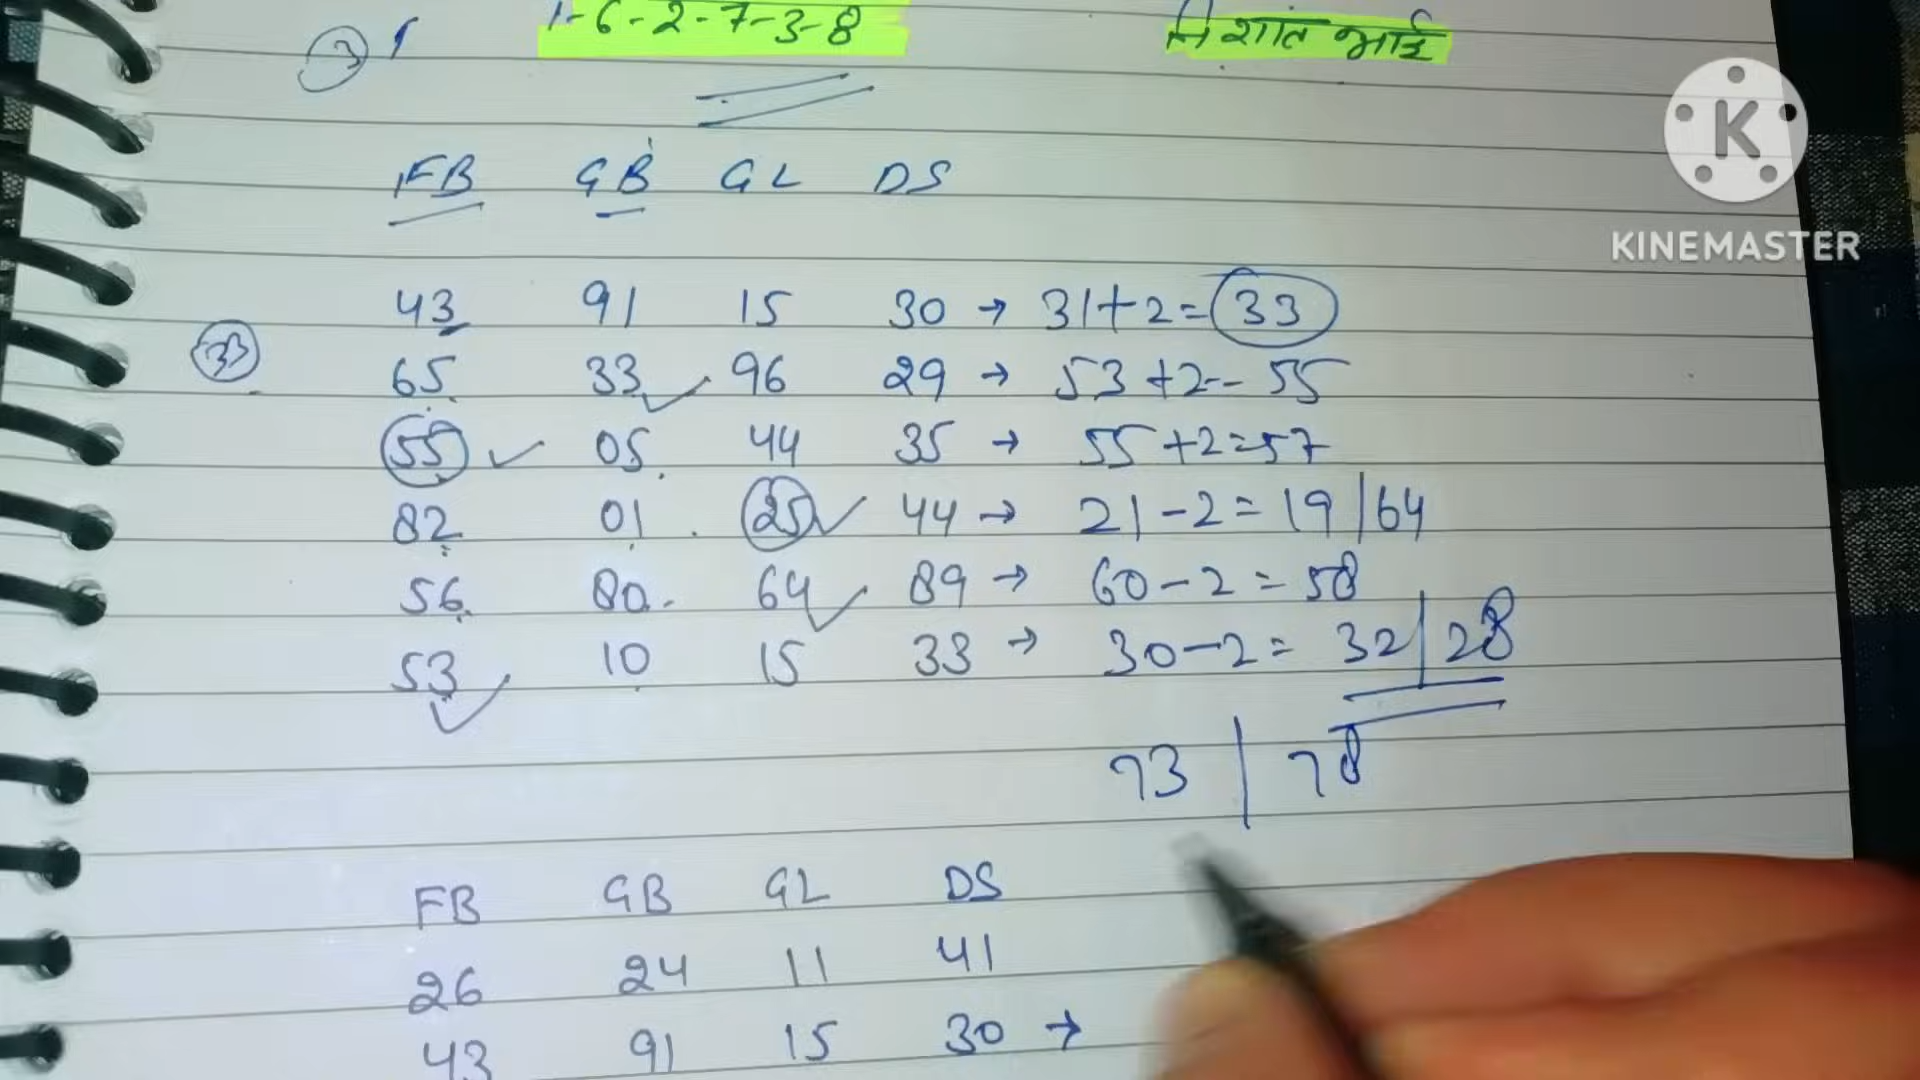 1-6-2-7-3-8 निशांत भाई
K
KINEMASTER
FB GB GL DS
43 91 15 30 → 31+2=33
33 65 33 96 29 → 53+2=55
55 05 44 35 → 55+2=57
82 01 25 44 → 21-2=19|64
56 80 64 89 → 60-2=58
53 10 15 33 → 30-2=32|28
73|78
FB GB GL DS
26 24 11 41
43 91 15 30 →